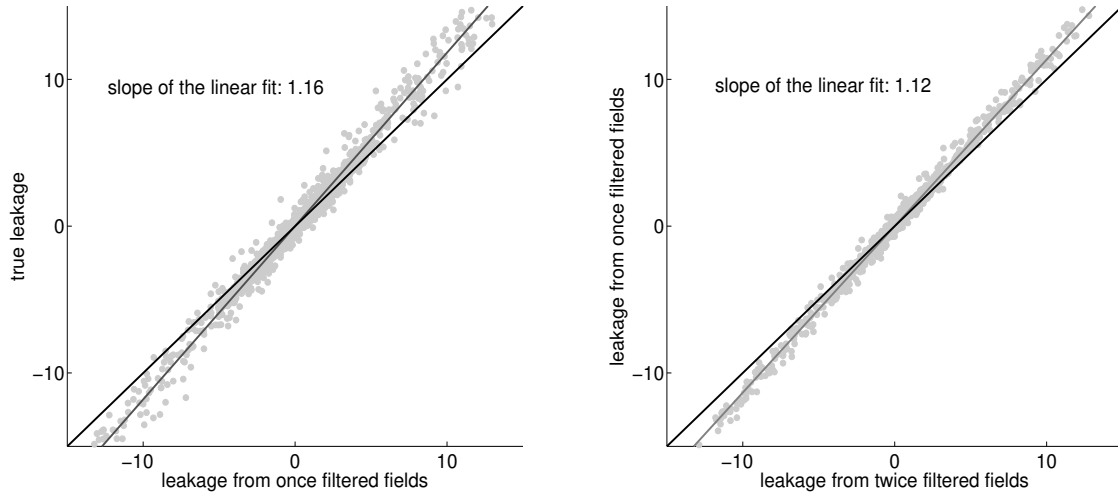 10
0
−10
true leakage
slope of the linear fit: 1.16
−10
0
10
leakage from once filtered fields
10
0
−10
leakage from once filtered fields
slope of the linear fit: 1.12
−10
0
10
leakage from twice filtered fields